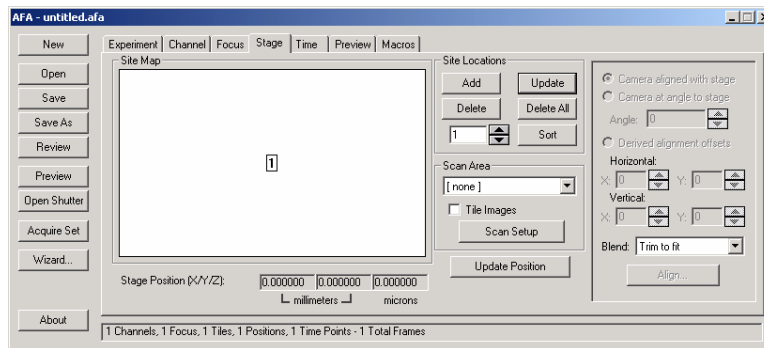 AFA - untitled.afa
New
Open
Save
Save As
Review
Preview
Open Shutter
Acquire Set
Wizard...
About
Experiment Channel Focus Stage Time Preview Macros
Site Map
1
Stage Position (X/Y/Z): 0.000000 0.000000 0.000000
millimeters microns
Site Locations
Add Update
Delete Delete All
1 Sort
Scan Area
[ none ]
Tile Images
Scan Setup
Update Position
Camera aligned with stage
Camera at angle to stage
Angle: 0
Derived alignment offsets
Horizontal:
X: 0 Y: 0
Vertical:
X: 0 Y: 0
Blend: Trim to fit
Align...
1 Channels, 1 Focus, 1 Tiles, 1 Positions, 1 Time Points - 1 Total Frames